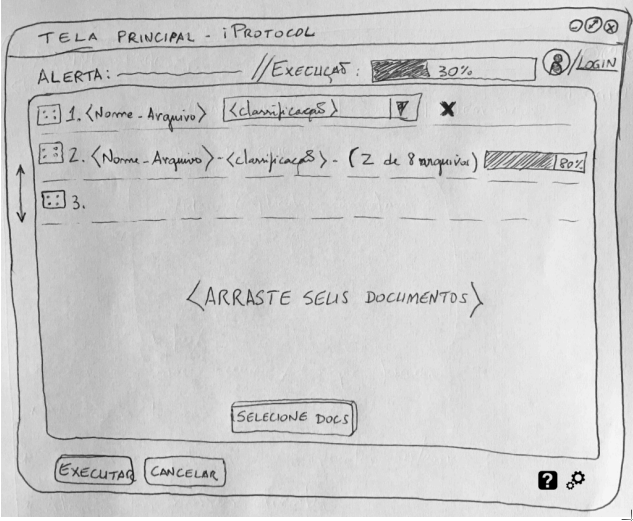 TELA PRINCIPAL - iPROTOCOL
ALERTA: // EXECUÇÃO: 30% /LOGIN
1. <Nome-Arquivo> <classificação> X
2. <Nome-Arquivo>-<classificação>-(2 de 8 arquivos) 80%
3.
<ARRASTE SEUS DOCUMENTOS>
SELECIONE DOCS
EXECUTAR CANCELAR ?